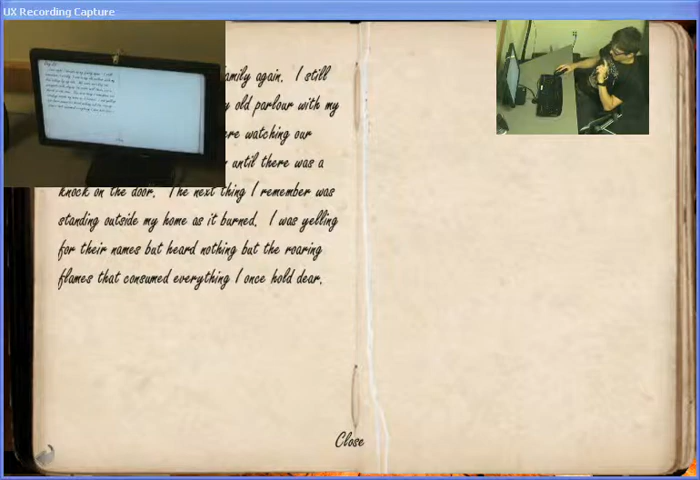 UX Recording Capture
amily again. I still
old parlour with my
ere watching our
until there was a
knock on the door. The next thing I remember was
standing outside my home as it burned. I was yelling
for their names but heard nothing but the roaring
flames that consumed everything I once hold dear.
Close